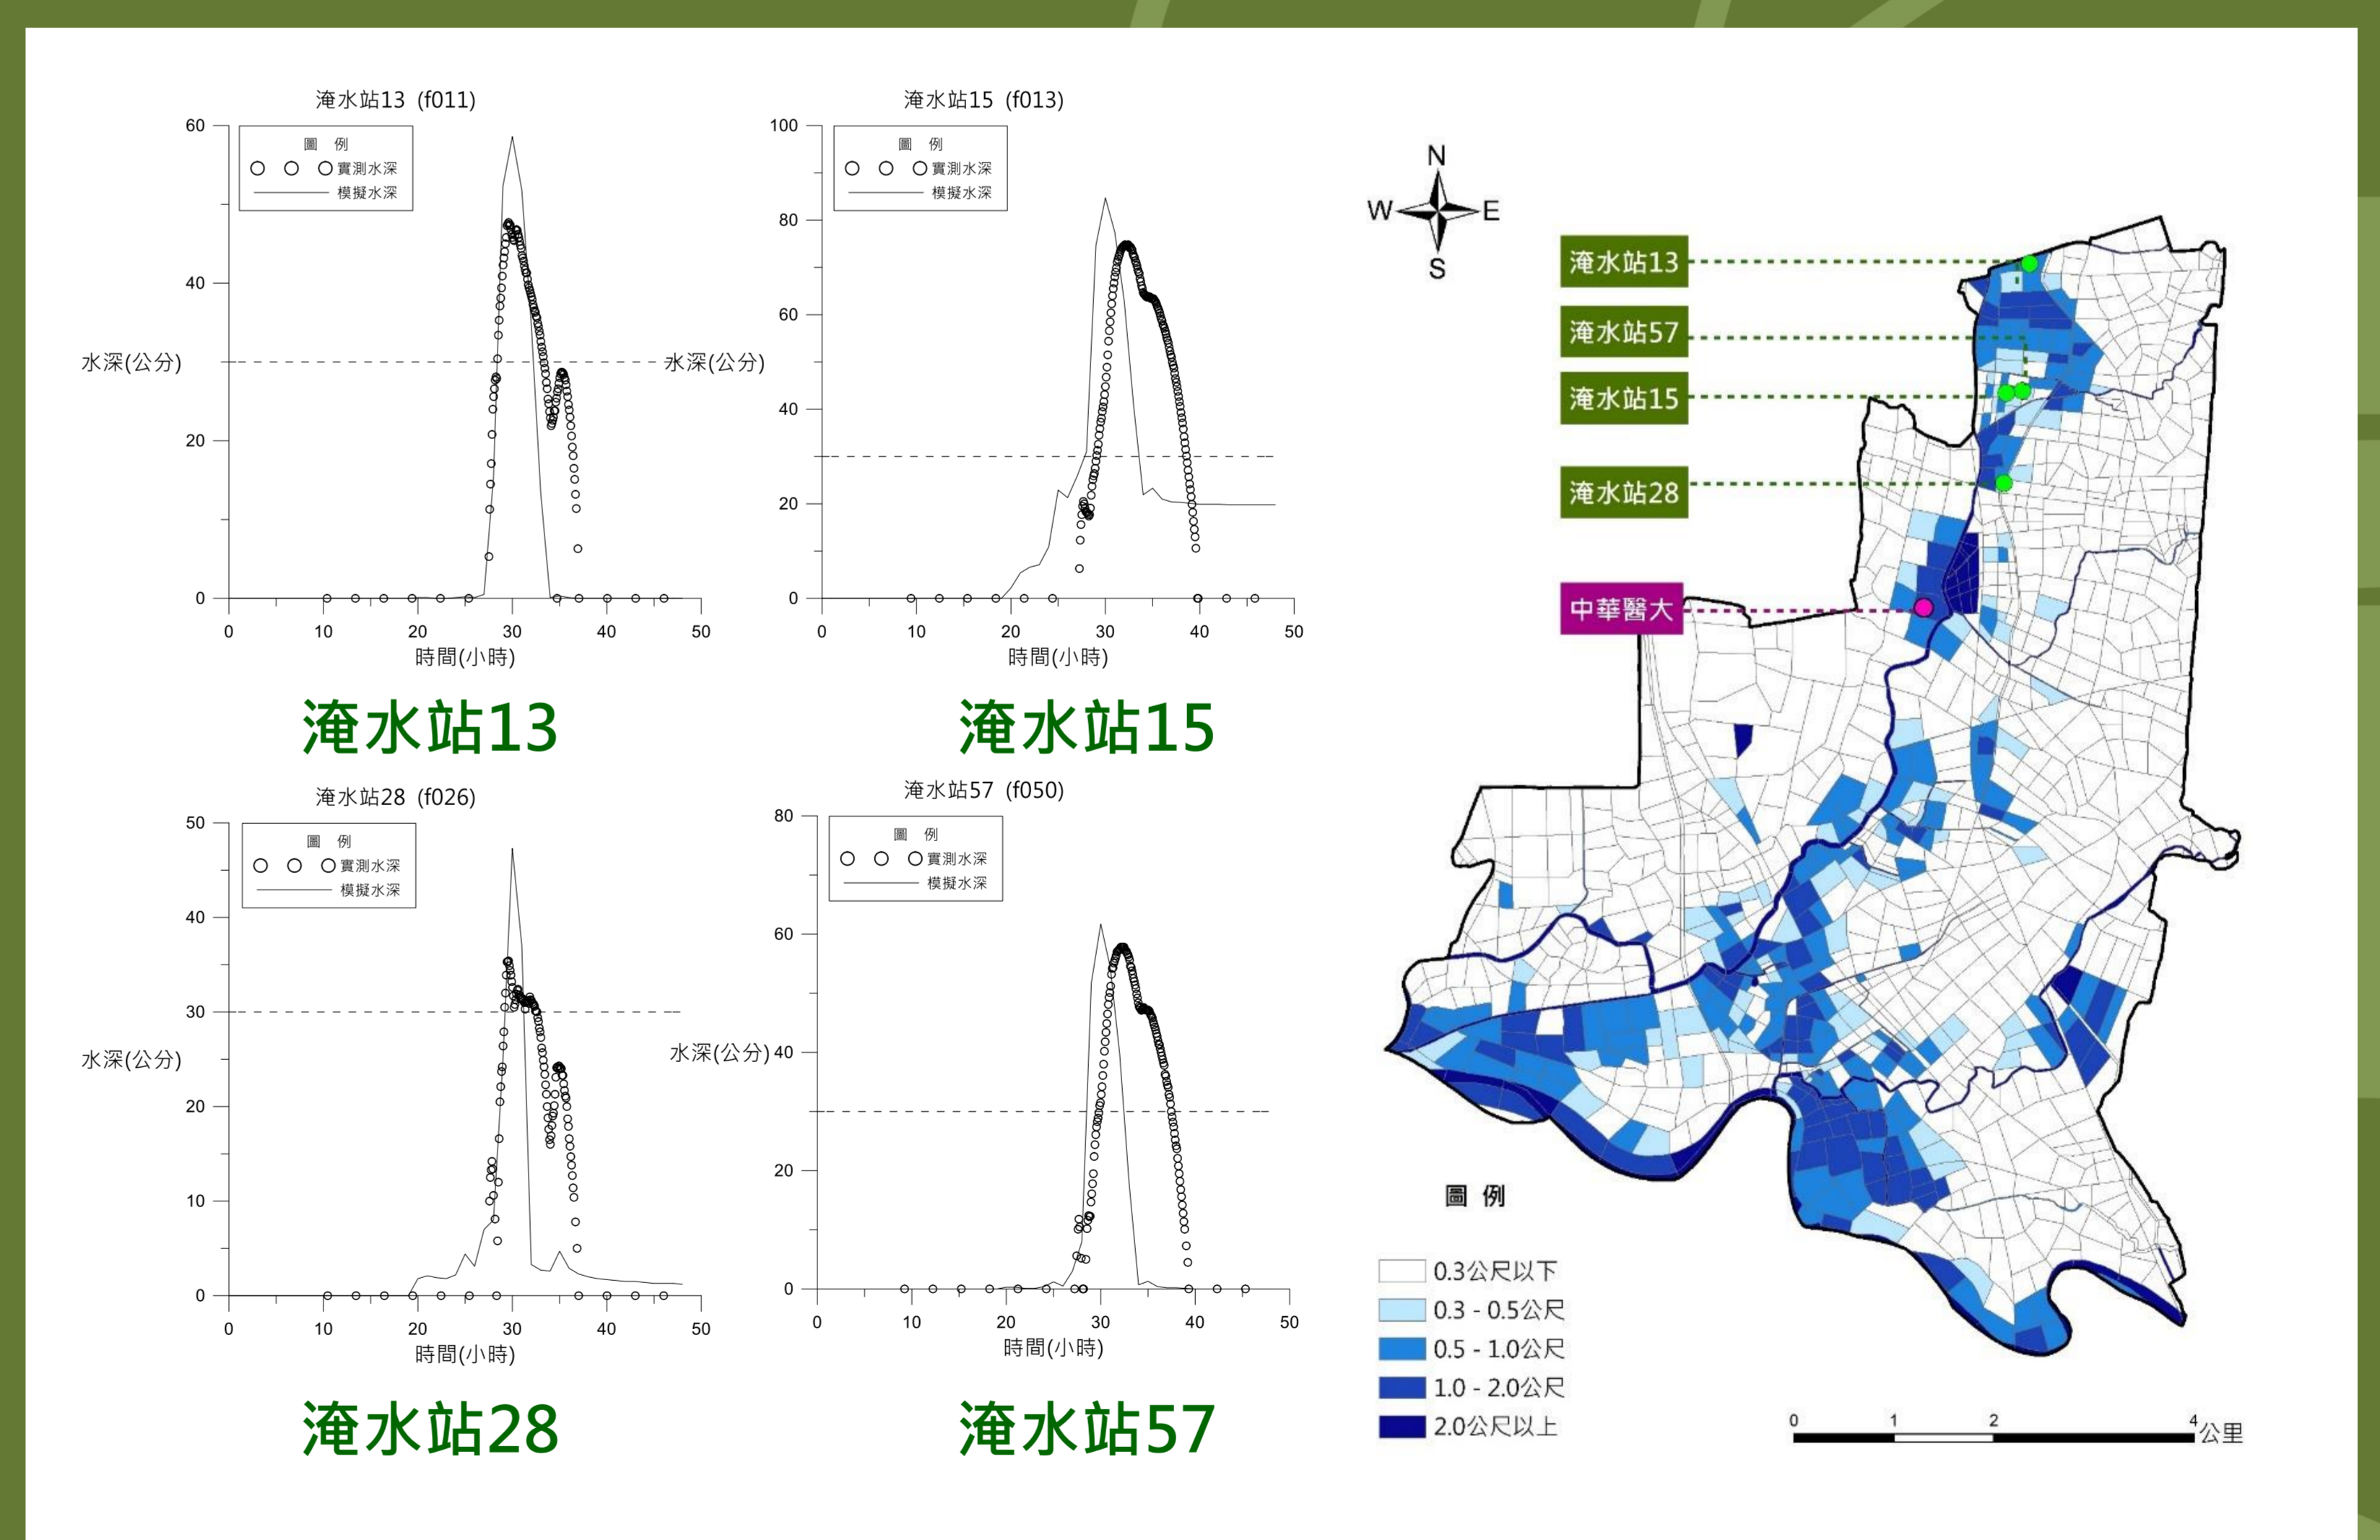 淹水站13 (f011)
60
40
20
0
圖 例
實測水深
模擬水深
水深(公分)
0 10 20 30 40 50
時間(小時)
淹水站13
淹水站15 (f013)
100
80
60
40
20
0
圖 例
實測水深
模擬水深
水深(公分)
0 10 20 30 40 50
時間(小時)
淹水站15
淹水站28 (f026)
50
40
30
20
10
0
圖 例
實測水深
模擬水深
水深(公分)
0 10 20 30 40 50
時間(小時)
淹水站28
淹水站57 (f050)
80
60
40
20
0
圖 例
實測水深
模擬水深
水深(公分)
0 10 20 30 40 50
時間(小時)
淹水站57
N
W E
S
淹水站13
淹水站57
淹水站15
淹水站28
中華醫大
圖 例
0.3公尺以下
0.3 - 0.5公尺
0.5 - 1.0公尺
1.0 - 2.0公尺
2.0公尺以上
0 1 2 4公里